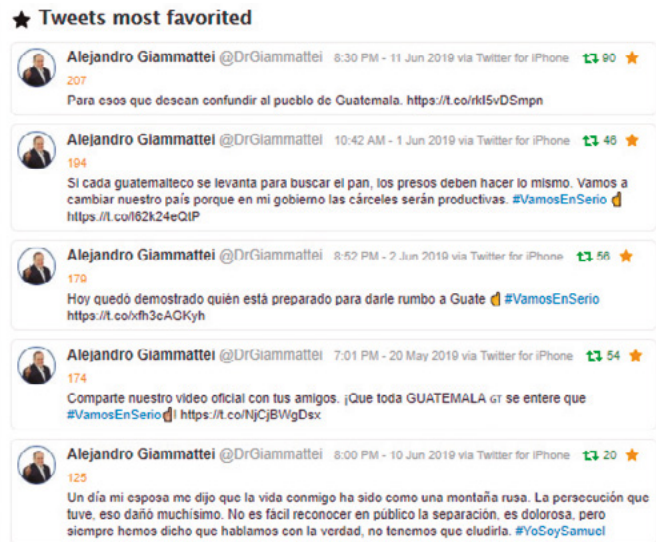 Tweets most favorited
Alejandro Giammattei @DrGiammattei 8:30 PM - 11 Jun 2019 via Twitter for iPhone 90
207
Para esos que desean confundir al pueblo de Guatemala. https://t.co/rkI5vDSmpn
Alejandro Giammattei @DrGiammattei 10:42 AM - 1 Jun 2019 via Twitter for iPhone 46
194
Si cada guatemalteco se levanta para buscar el pan, los presos deben hacer lo mismo. Vamos a
cambiar nuestro país porque en mi gobierno las cárceles serán productivas. #VamosEnSerio ☝
https://t.co/l62k24eQtP
Alejandro Giammattei @DrGiammattei 8:52 PM - 2 Jun 2019 via Twitter for iPhone 56
179
Hoy quedó demostrado quién está preparado para darle rumbo a Guate ☝ #VamosEnSerio
https://t.co/xfh3cAGKyh
Alejandro Giammattei @DrGiammattei 7:01 PM - 20 May 2019 via Twitter for iPhone 54
174
Comparte nuestro video oficial con tus amigos. ¡Que toda GUATEMALA GT se entere que
#VamosEnSerio☝! https://t.co/NjCjBWgDsx
Alejandro Giammattei @DrGiammattei 8:00 PM - 10 Jun 2019 via Twitter for iPhone 20
125
Un día mi esposa me dijo que la vida conmigo ha sido como una montaña rusa. La persecución que
tuve, eso dañó muchísimo. No es fácil reconocer en público la separación, es dolorosa, pero
siempre hemos dicho que hablamos con la verdad, no tenemos que eludirla. #YoSoySamuel